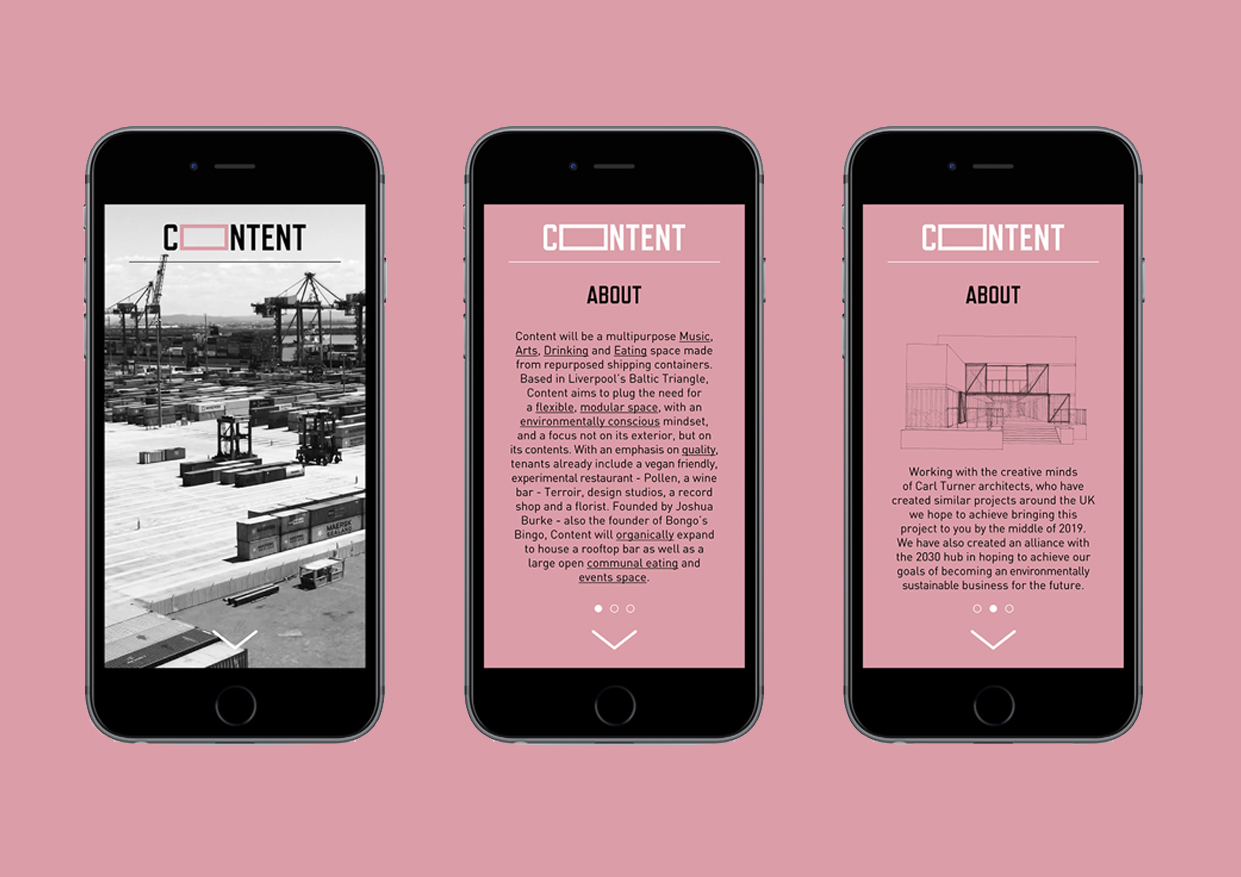 C NTENT
MAERSK
SEALAND
C NTENT
ABOUT
Content will be a multipurpose Music,
Arts, Drinking and Eating space made
from repurposed shipping containers.
Based in Liverpool's Baltic Triangle,
Content aims to plug the need for
a flexible, modular space, with an
environmentally conscious mindset,
and a focus not on its exterior, but on
its contents. With an emphasis on quality,
tenants already include a vegan friendly,
experimental restaurant - Pollen, a wine
bar - Terroir, design studios, a record
shop and a florist. Founded by Joshua
Burke - also the founder of Bongo's
Bingo, Content will organically expand
to house a rooftop bar as well as a
large open communal eating and
events space.
C NTENT
ABOUT
Working with the creative minds
of Carl Turner architects, who have
created similar projects around the UK
we hope to achieve bringing this
project to you by the middle of 2019.
We have also created an alliance with
the 2030 hub in hoping to achieve our
goals of becoming an environmentally
sustainable business for the future.